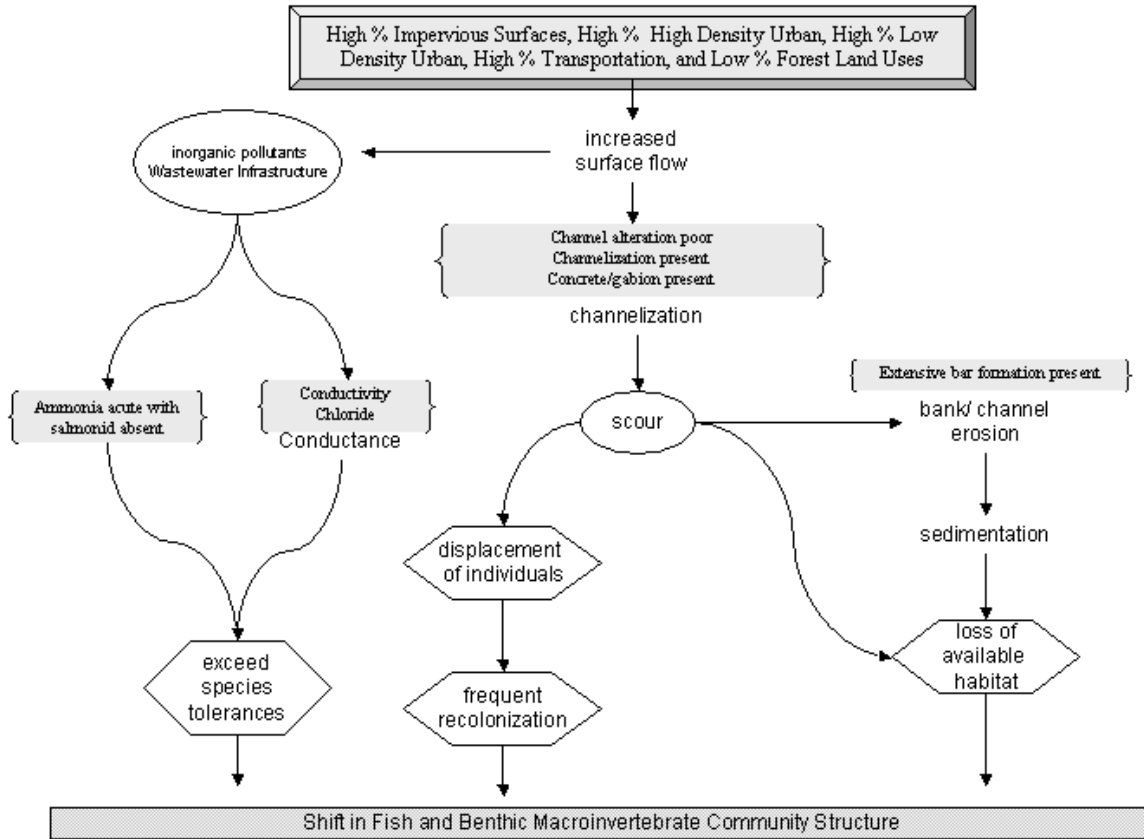 High % Impervious Surfaces, High % High Density Urban, High % Low
Density Urban, High % Transportation, and Low % Forest Land Uses
increased
surface flow
inorganic pollutants
Wastewater Infrastructure
Channel alteration poor
Channelization present
Concrete/gabion present
channelization
Ammonia acute with
salmonid absent
Conductivity
Chloride
Conductance
scour
Extensive bar formation present
bank/ channel
erosion
sedimentation
displacement
of individuals
loss of
available
habitat
exceed
species
tolerances
frequent
recolonization
Shift in Fish and Benthic Macroinvertebrate Community Structure